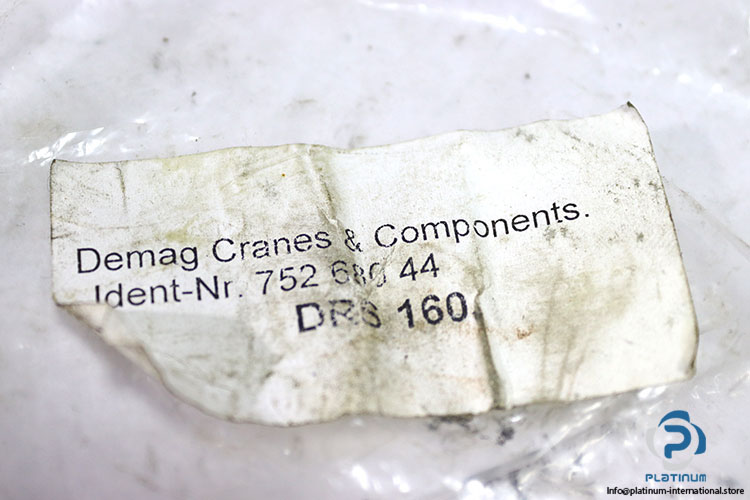 Demag Cranes & Components.
Ident-Nr. 752 680 44
DRS 160
PLATINUM
Info@platinum-international.store